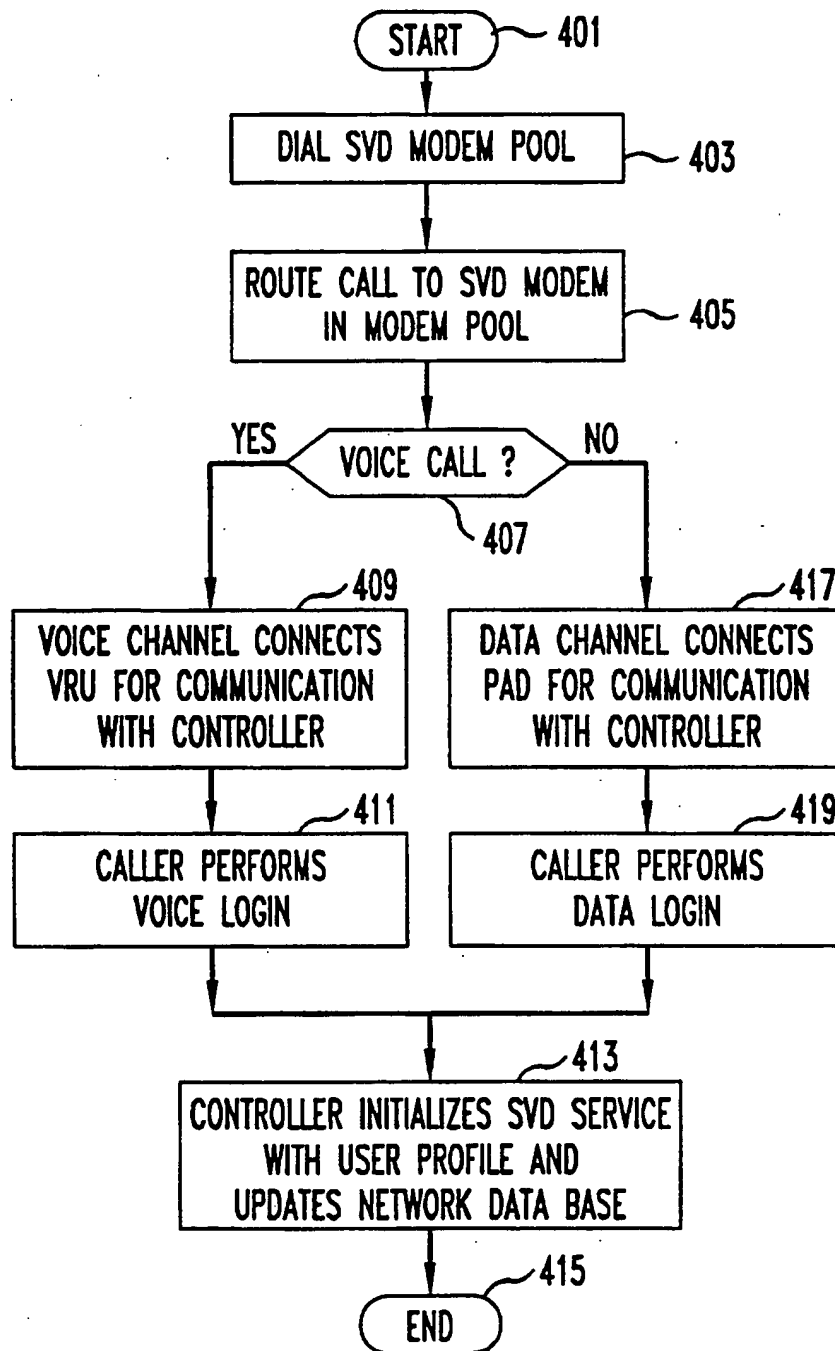 START
401
DIAL SVD MODEM POOL
403
ROUTE CALL TO SVD MODEM
IN MODEM POOL
405
YES
VOICE CALL ?
NO
407
409
VOICE CHANNEL CONNECTS
VRU FOR COMMUNICATION
WITH CONTROLLER
417
DATA CHANNEL CONNECTS
PAD FOR COMMUNICATION
WITH CONTROLLER
411
CALLER PERFORMS
VOICE LOGIN
419
CALLER PERFORMS
DATA LOGIN
413
CONTROLLER INITIALIZES SVD SERVICE
WITH USER PROFILE AND
UPDATES NETWORK DATA BASE
415
END